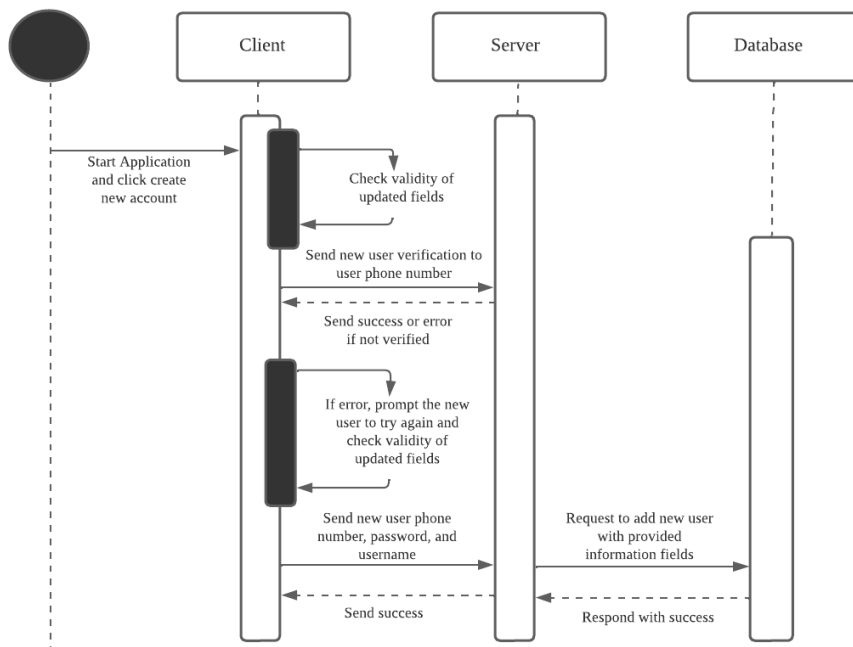 Client
Server
Database
Start Application
and click create
new account
Check validity of
updated fields
Send new user verification to
user phone number
Send success or error
if not verified
If error, prompt the new
user to try again and
check validity of
updated fields
Send new user phone
number, password, and
username
Request to add new user
with provided
information fields
Send success
Respond with success